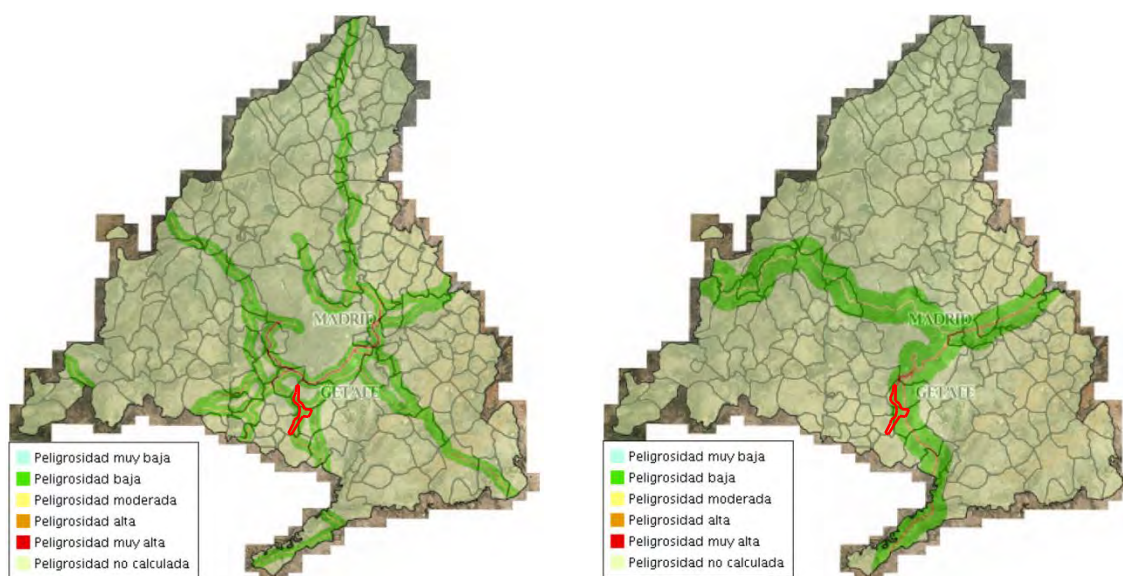 MADRID
GETAFE
Peligrosidad muy baja
Peligrosidad baja
Peligrosidad moderada
Peligrosidad alta
Peligrosidad muy alta
Peligrosidad no calculada
MADRID
GETAFE
Peligrosidad muy baja
Peligrosidad baja
Peligrosidad moderada
Peligrosidad alta
Peligrosidad muy alta
Peligrosidad no calculada